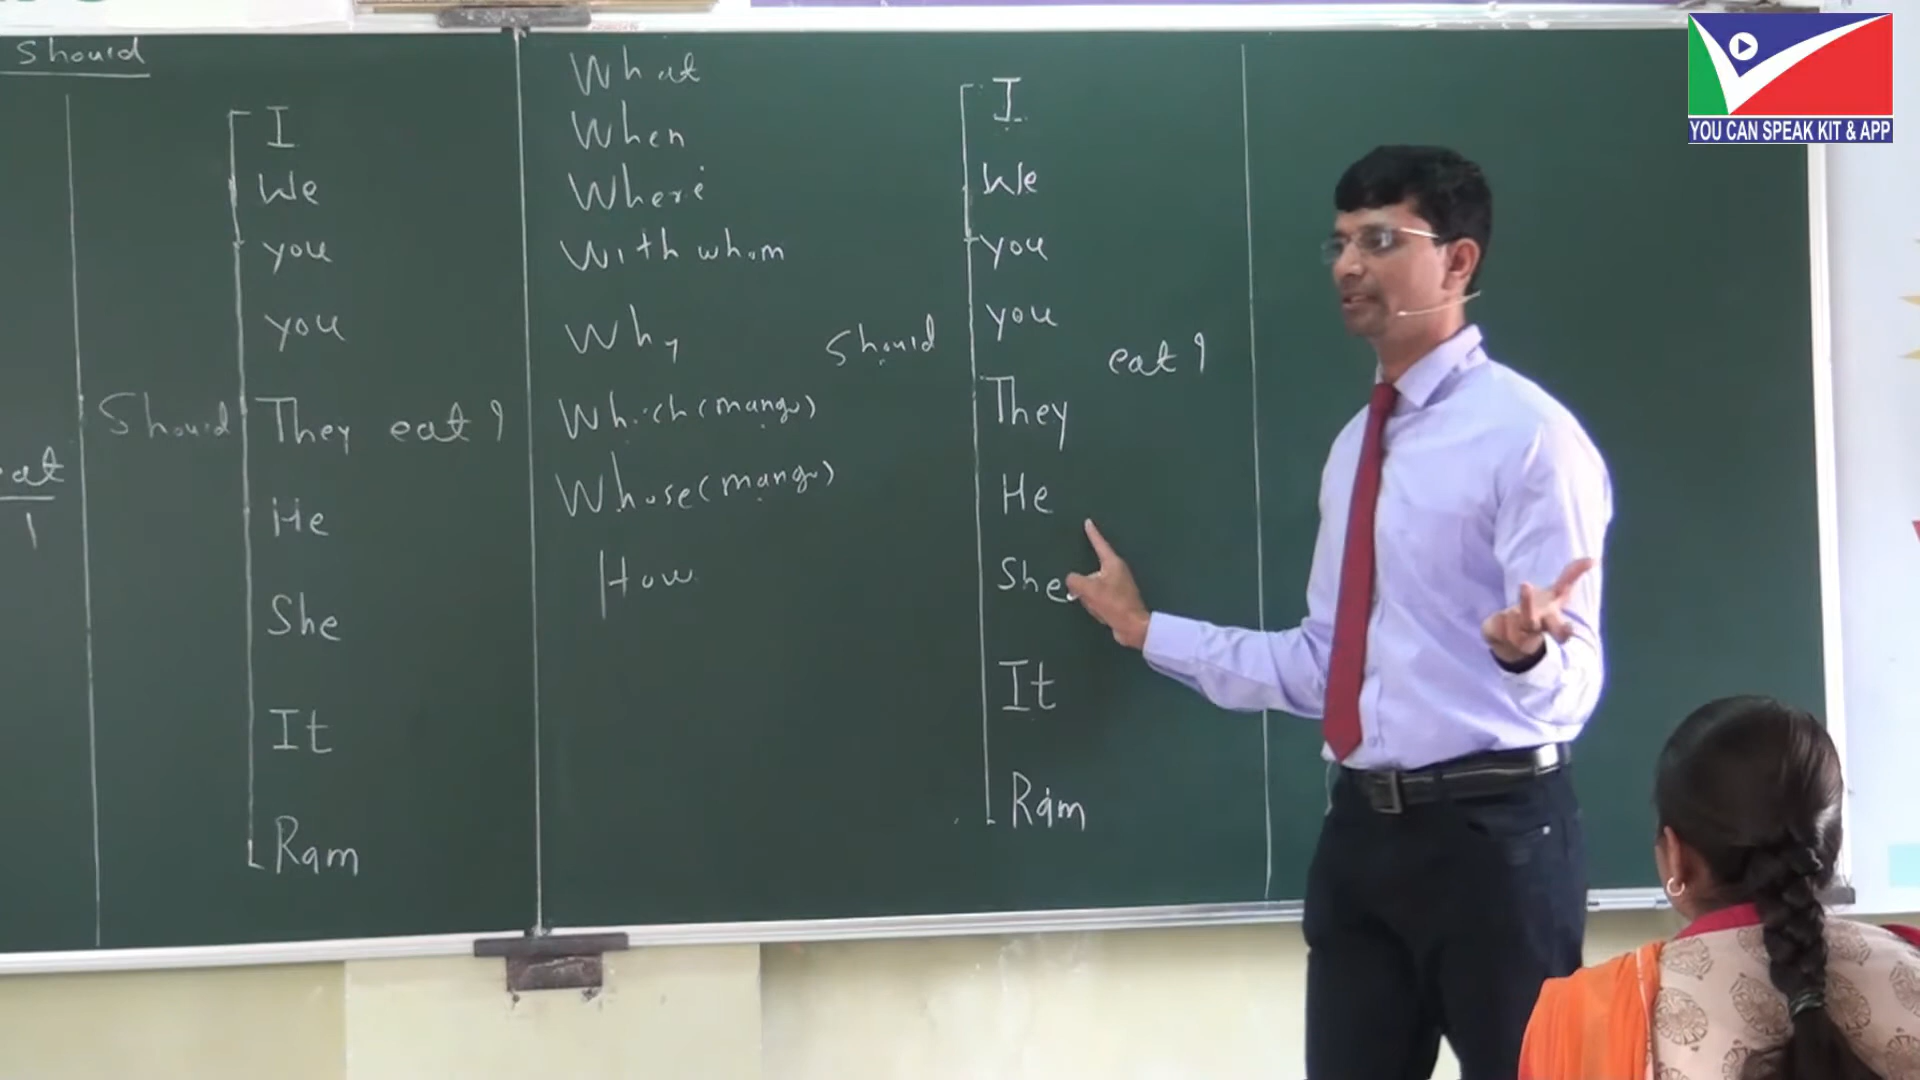 Should
eat
1
Should
I
We
you
you
They eat?
He
She
It
Ram
What
When
Where
With whom
Why
Which (mango)
Whose (mango)
How
Should
I
We
you
you
They
He
She
It
Ram
eat?
YOU CAN SPEAK KIT & APP